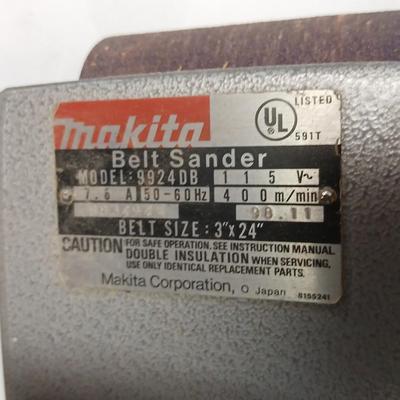 makita
LISTED
UL
591T
Belt Sander
MODEL: 9924DB 115V~
7.6 A 50-60Hz 400m/min
98.11
BELT SIZE: 3"x24"
CAUTION FOR SAFE OPERATION. SEE INSTRUCTION MANUAL.
DOUBLE INSULATION WHEN SERVICING,
USE ONLY IDENTICAL REPLACEMENT PARTS.
Makita Corporation, Japan 8155241